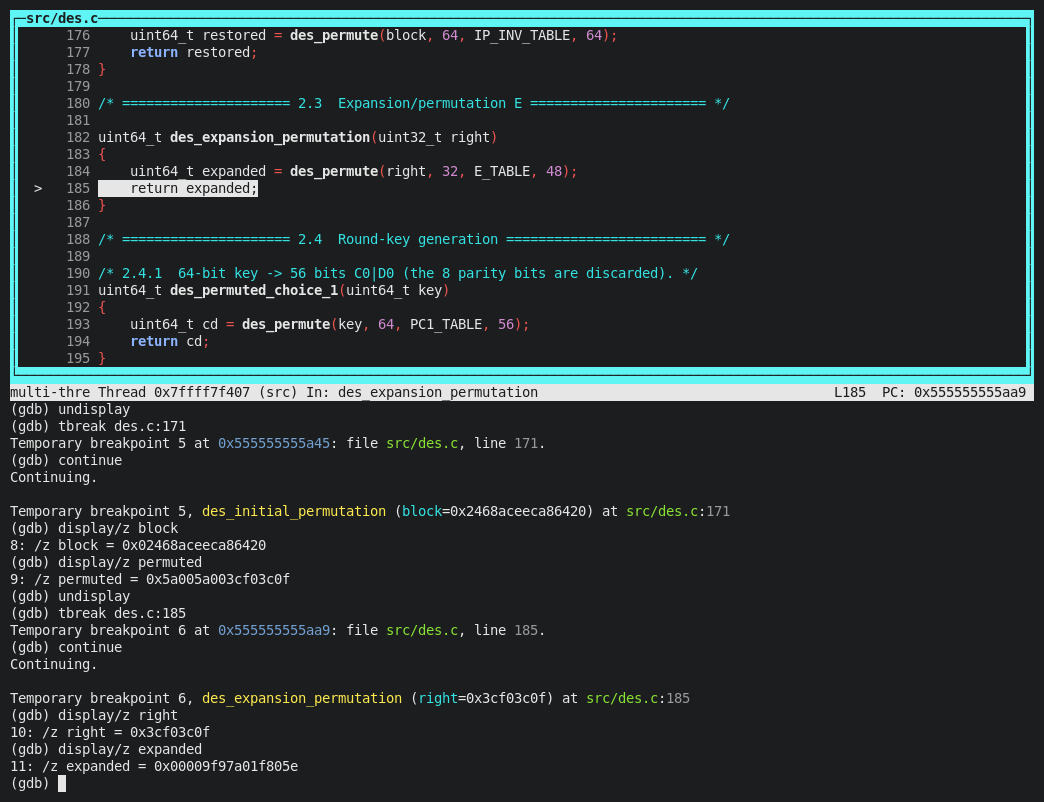 src/des.c
176     uint64_t restored = des_permute(block, 64, IP_INV_TABLE, 64);
177     return restored;
178 }
179
180 /* ===================== 2.3  Expansion/permutation E ====================== */
181
182 uint64_t des_expansion_permutation(uint32_t right)
183 {
184     uint64_t expanded = des_permute(right, 32, E_TABLE, 48);
> 185     return expanded;
186 }
187
188 /* ===================== 2.4  Round-key generation ========================= */
189
190 /* 2.4.1  64-bit key -> 56 bits C0|D0 (the 8 parity bits are discarded). */
191 uint64_t des_permuted_choice_1(uint64_t key)
192 {
193     uint64_t cd = des_permute(key, 64, PC1_TABLE, 56);
194     return cd;
195 }
multi-thre Thread 0x7ffff7f407 (src) In: des_expansion_permutation L185  PC: 0x555555555aa9
(gdb) undisplay
(gdb) tbreak des.c:171
Temporary breakpoint 5 at 0x555555555a45: file src/des.c, line 171.
(gdb) continue
Continuing.

Temporary breakpoint 5, des_initial_permutation (block=0x2468aceeca86420) at src/des.c:171
(gdb) display/z block
8: /z block = 0x02468aceeca86420
(gdb) display/z permuted
9: /z permuted = 0x5a005a003cf03c0f
(gdb) undisplay
(gdb) tbreak des.c:185
Temporary breakpoint 6 at 0x555555555aa9: file src/des.c, line 185.
(gdb) continue
Continuing.

Temporary breakpoint 6, des_expansion_permutation (right=0x3cf03c0f) at src/des.c:185
(gdb) display/z right
10: /z right = 0x3cf03c0f
(gdb) display/z expanded
11: /z expanded = 0x00009f97a01f805e
(gdb)